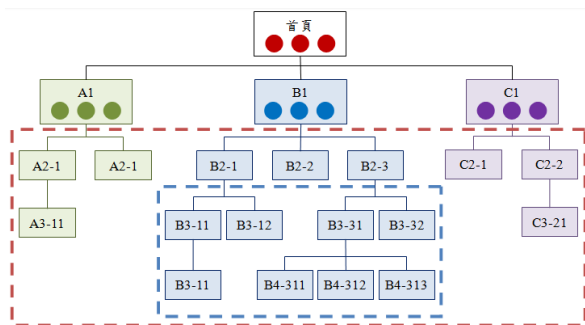 首頁
A1
B1
C1
A2-1
A2-1
B2-1
B2-2
B2-3
C2-1
C2-2
A3-11
B3-11
B3-12
B3-31
B3-32
C3-21
B3-11
B4-311
B4-312
B4-313